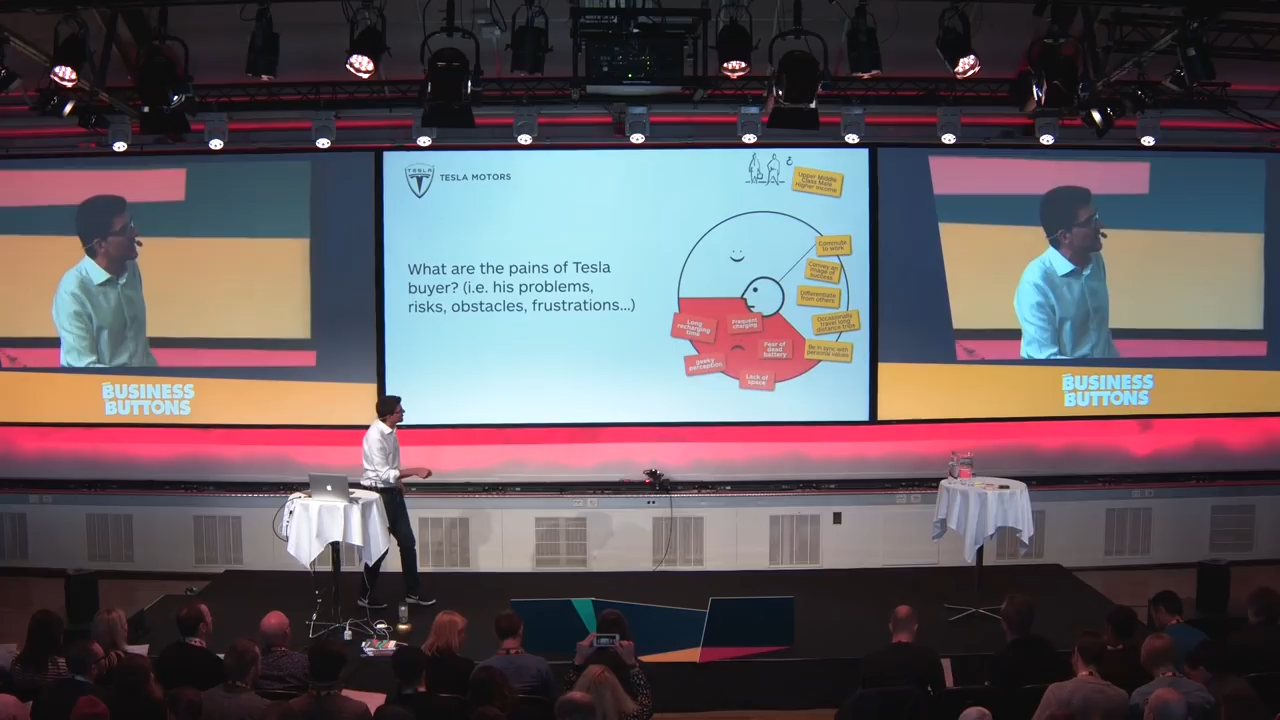 TESLA
TESLA MOTORS
Upper Middle
Class Male
Higher Income
What are the pains of Tesla
buyer? (i.e. his problems,
risks, obstacles, frustrations...)
Commute
to work
Convey an
image of
success
Differentiate
from others
Occasionally
travel long
distance trips
Be in sync with
personal values
Long
recharging
time
Frequent
charging
Fear of
dead
battery
geeky
perception
Lack of
space
BUSINESS
BUTTONS
BUSINESS
BUTTONS